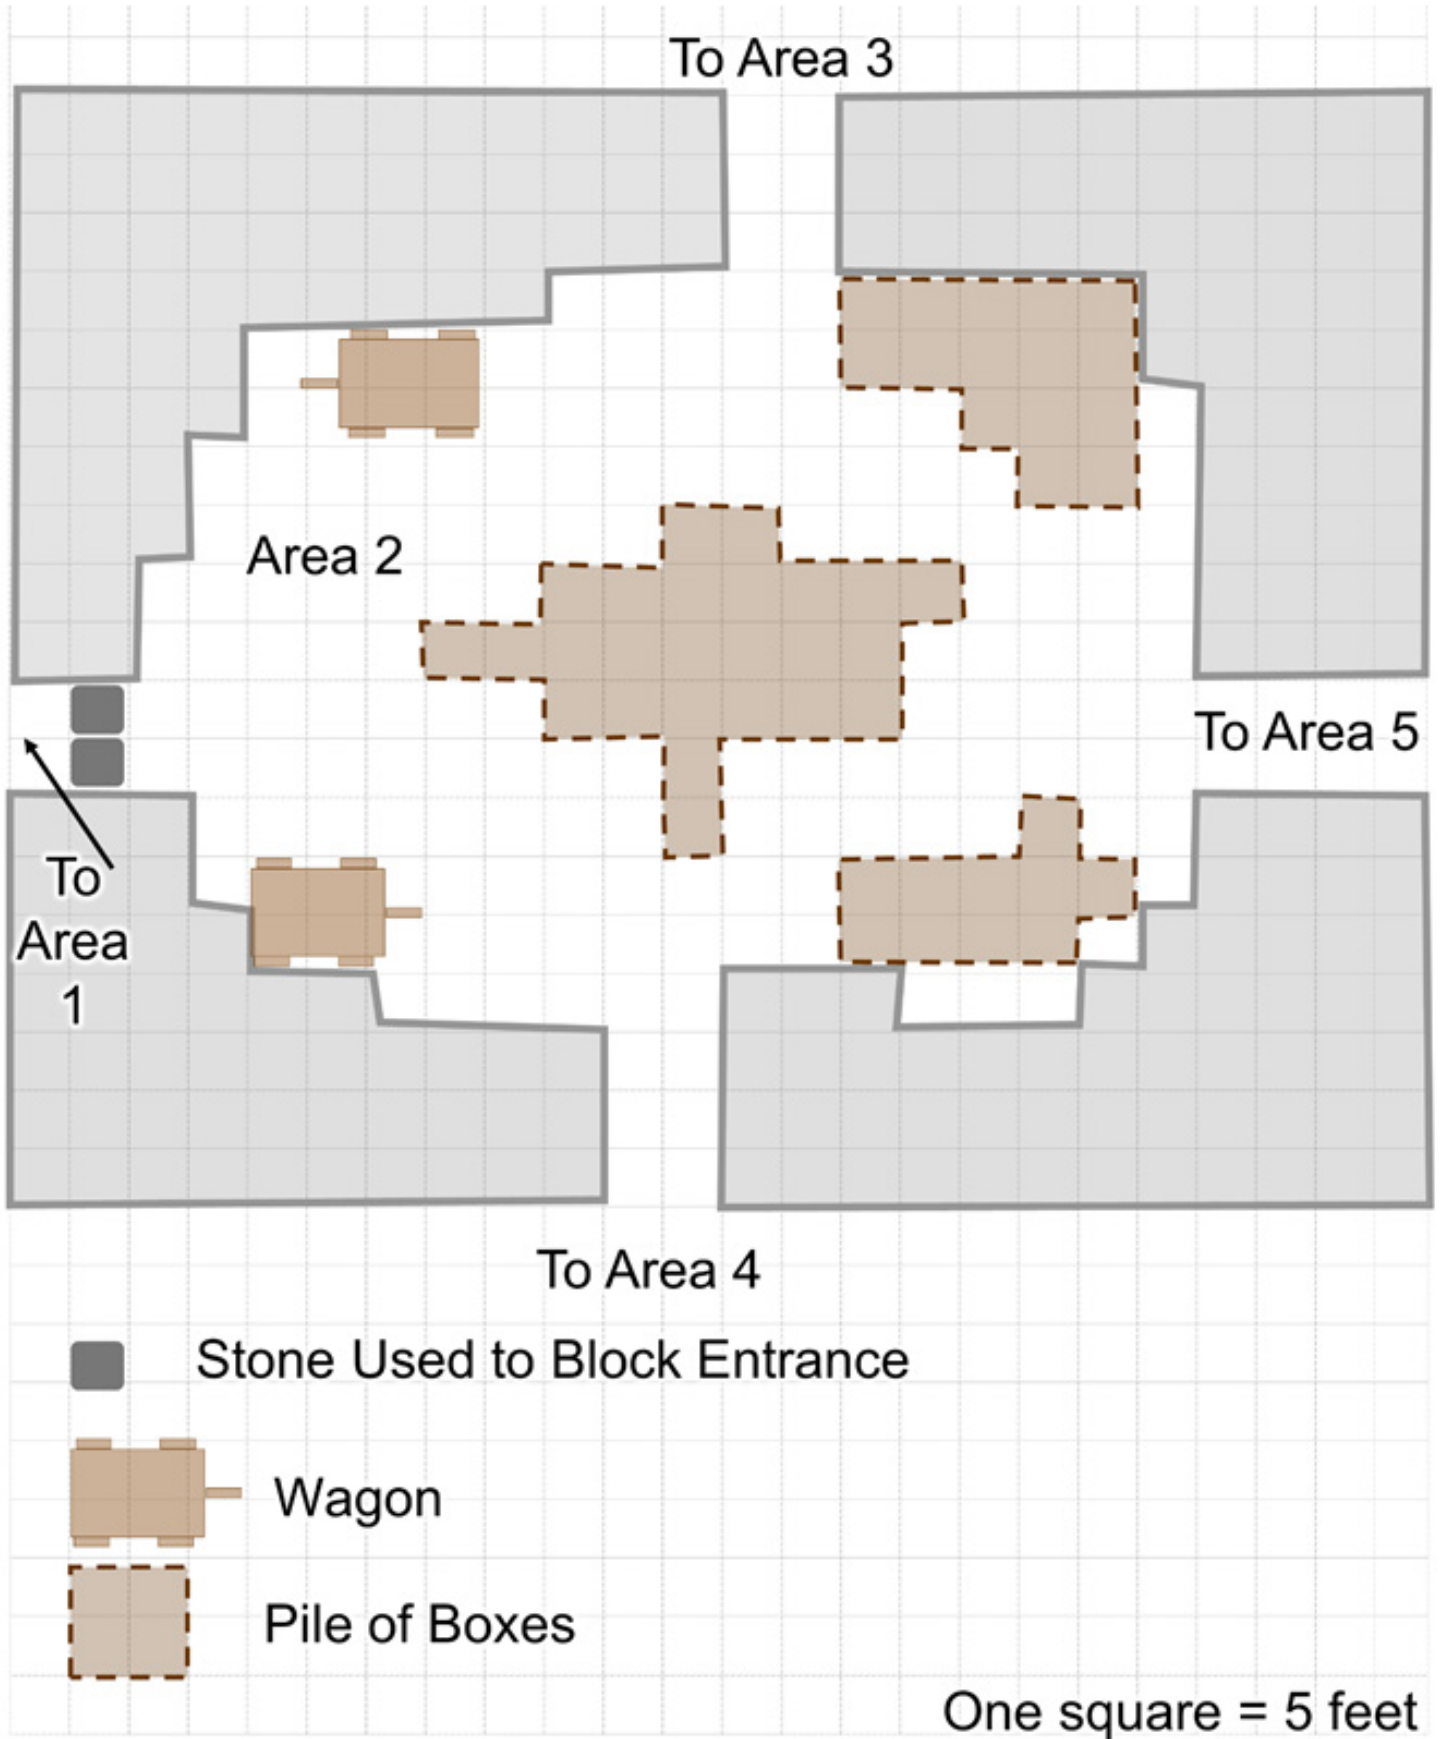 To Area 3
Area 2
To Area 5
To
Area
1
To Area 4
Stone Used to Block Entrance
Wagon
Pile of Boxes
One square = 5 feet